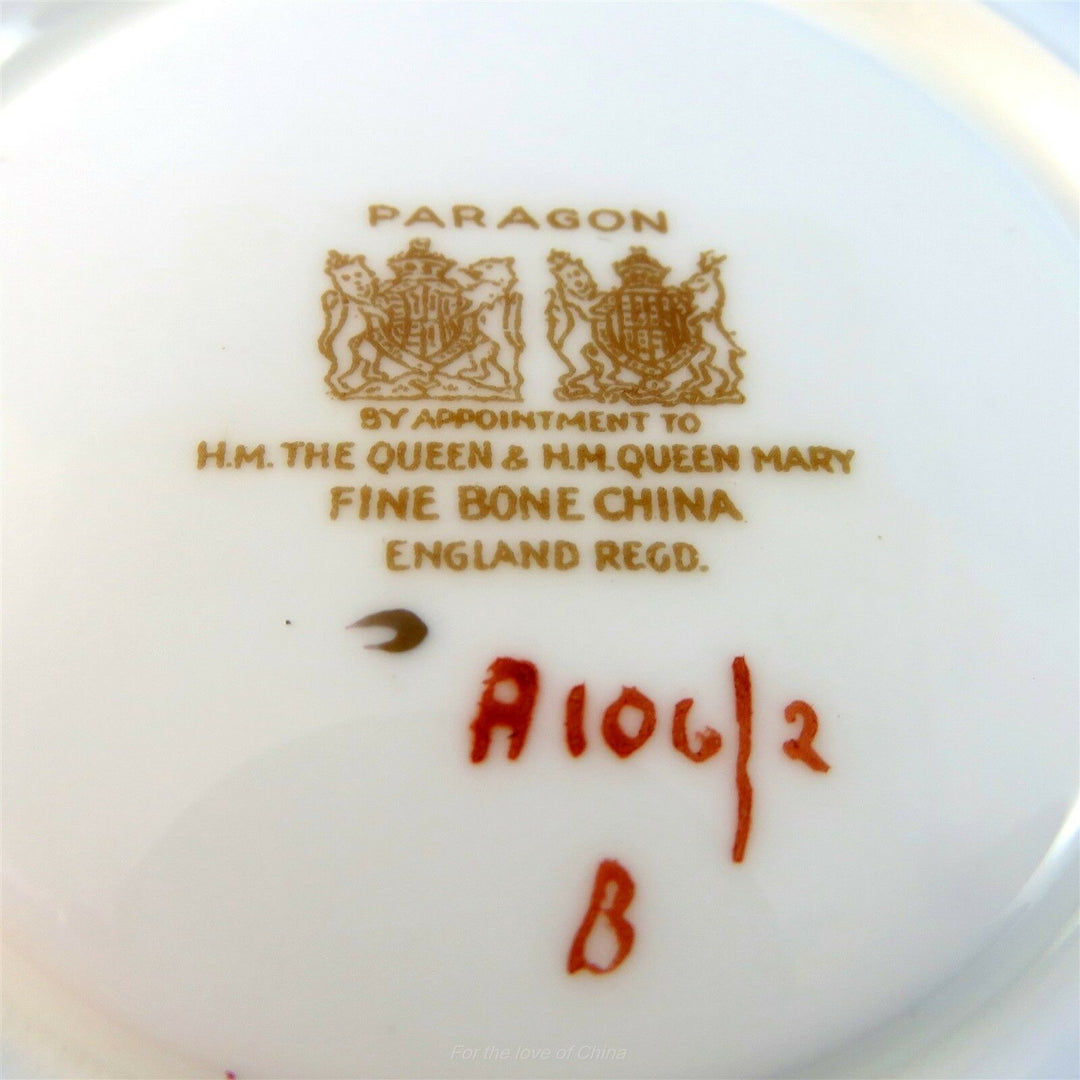 PARAGON
BY APPOINTMENT TO
H.M. THE QUEEN & H.M. QUEEN MARY
FINE BONE CHINA
ENGLAND REGD.
A106/2
B
For the love of China